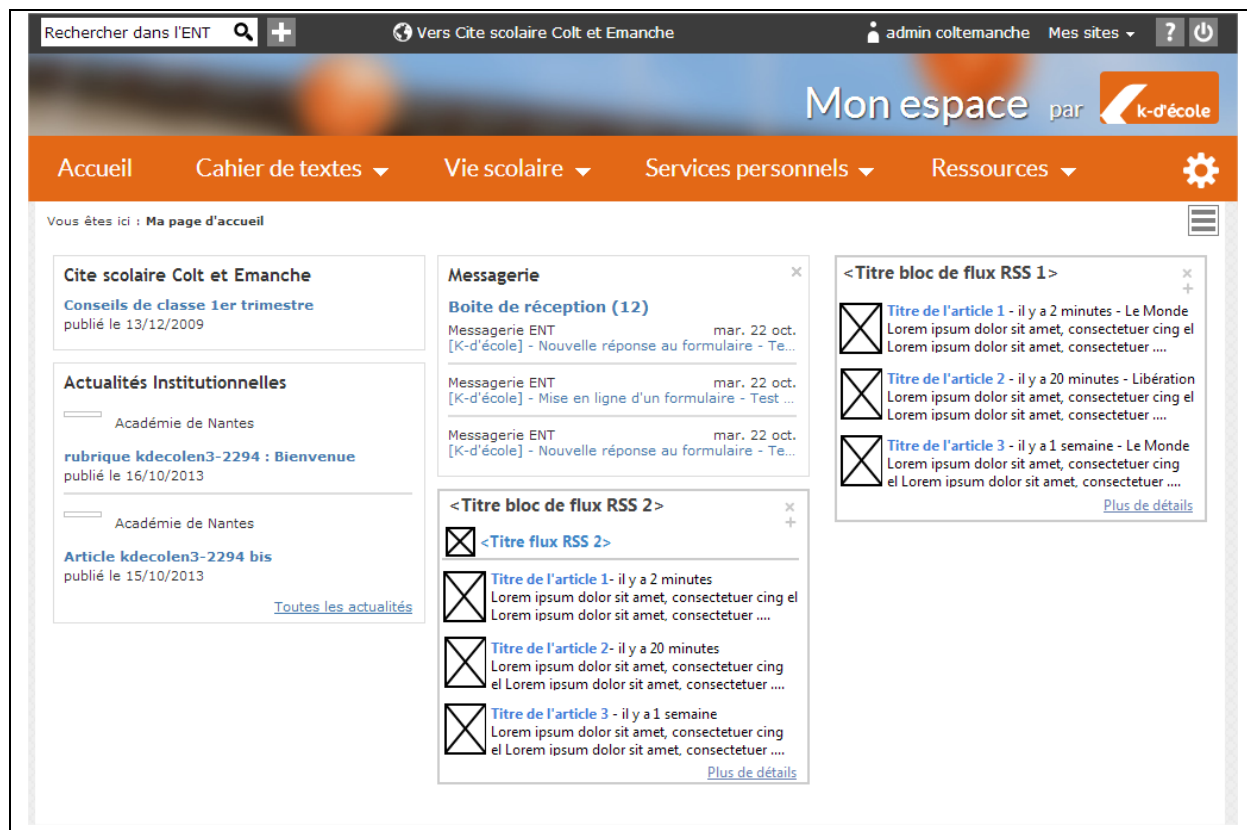 Rechercher dans l'ENT
Vers Cite scolaire Colt et Emanche
admin coltemanche
Mes sites
?
Mon espace par k-d'école
Accueil
Cahier de textes
Vie scolaire
Services personnels
Ressources
Vous êtes ici : Ma page d'accueil
Cite scolaire Colt et Emanche
Conseils de classe 1er trimestre
publié le 13/12/2009
Actualités Institutionnelles
Académie de Nantes
rubrique kdecolen3-2294 : Bienvenue
publié le 16/10/2013
Académie de Nantes
Article kdecolen3-2294 bis
publié le 15/10/2013
Toutes les actualités
Messagerie
Boite de réception (12)
Messagerie ENT mar. 22 oct.
[K-d'école] - Nouvelle réponse au formulaire - Te...
Messagerie ENT mar. 22 oct.
[K-d'école] - Mise en ligne d'un formulaire - Test ...
Messagerie ENT mar. 22 oct.
[K-d'école] - Nouvelle réponse au formulaire - Te...
<Titre bloc de flux RSS 2>
<Titre flux RSS 2>
Titre de l'article 1- il y a 2 minutes
Lorem ipsum dolor sit amet, consectetuer cing el
Lorem ipsum dolor sit amet, consectetuer ....
Titre de l'article 2- il y a 20 minutes
Lorem ipsum dolor sit amet, consectetuer cing
el Lorem ipsum dolor sit amet, consectetuer ....
Titre de l'article 3 - il y a 1 semaine
Lorem ipsum dolor sit amet, consectetuer cing
el Lorem ipsum dolor sit amet, consectetuer ....
Plus de détails
<Titre bloc de flux RSS 1>
Titre de l'article 1 - il y a 2 minutes - Le Monde
Lorem ipsum dolor sit amet, consectetuer cing el
Lorem ipsum dolor sit amet, consectetuer ....
Titre de l'article 2 - il y a 20 minutes - Libération
Lorem ipsum dolor sit amet, consectetuer cing el
Lorem ipsum dolor sit amet, consectetuer ....
Titre de l'article 3 - il y a 1 semaine - Le Monde
Lorem ipsum dolor sit amet, consectetuer cing
el Lorem ipsum dolor sit amet, consectetuer ....
Plus de détails